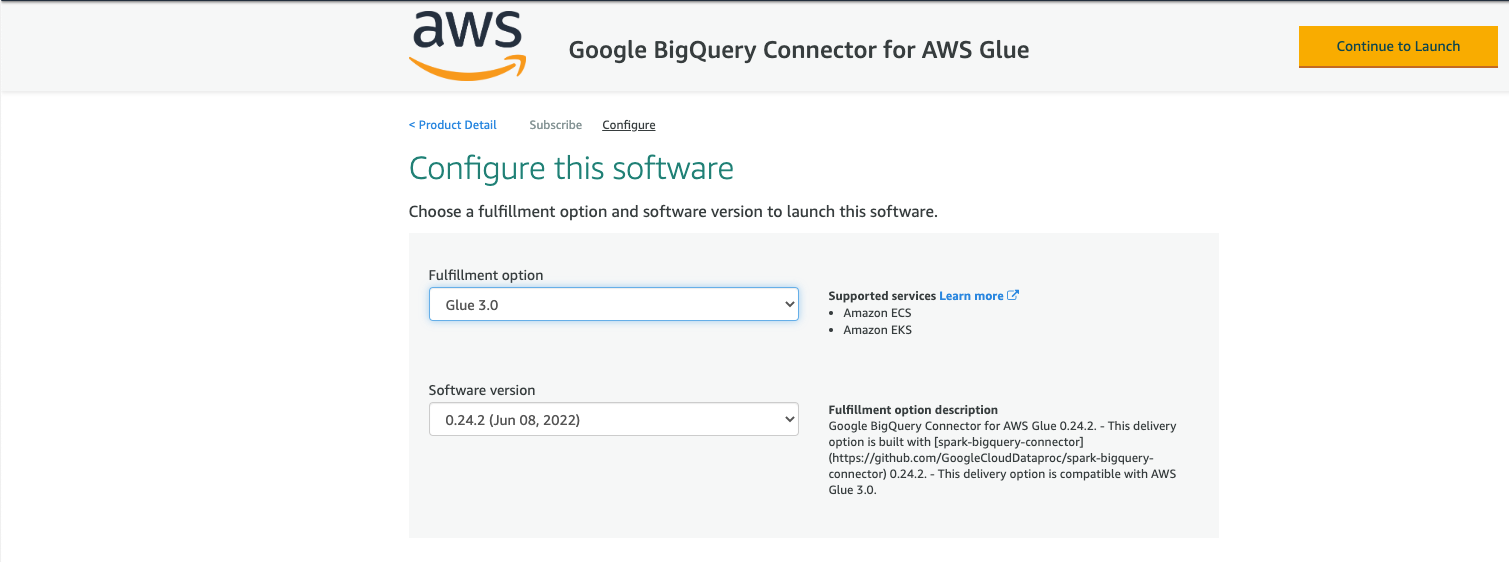 aws
Google BigQuery Connector for AWS Glue
Continue to Launch
< Product Detail
Subscribe
Configure
Configure this software
Choose a fulfillment option and software version to launch this software.
Fulfillment option
Glue 3.0
Supported services Learn more
• Amazon ECS
• Amazon EKS
Software version
0.24.2 (Jun 08, 2022)
Fulfillment option description
Google BigQuery Connector for AWS Glue 0.24.2. - This delivery
option is built with [spark-bigquery-connector]
(https://github.com/GoogleCloudDataproc/spark-bigquery-
connector) 0.24.2. - This delivery option is compatible with AWS
Glue 3.0.